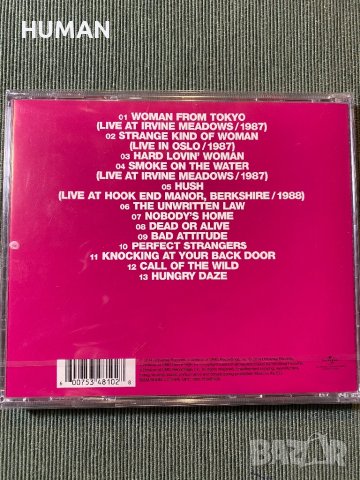 HUMAN
01 WOMAN FROM TOKYO
(LIVE AT IRVINE MEADOWS / 1987)
02 STRANGE KIND OF WOMAN
(LIVE IN OSLO / 1987)
03 HARD LOVIN' WOMAN
04 SMOKE ON THE WATER
(LIVE AT IRVINE MEADOWS / 1987)
05 HUSH
(LIVE AT HOOK END MANOR, BERKSHIRE / 1988)
06 THE UNWRITTEN LAW
07 NOBODY'S HOME
08 DEAD OR ALIVE
09 BAD ATTITUDE
10 PERFECT STRANGERS
11 KNOCKING AT YOUR BACK DOOR
12 CALL OF THE WILD
13 HUNGRY DAZE
6 00753 48102 8
BAZAR